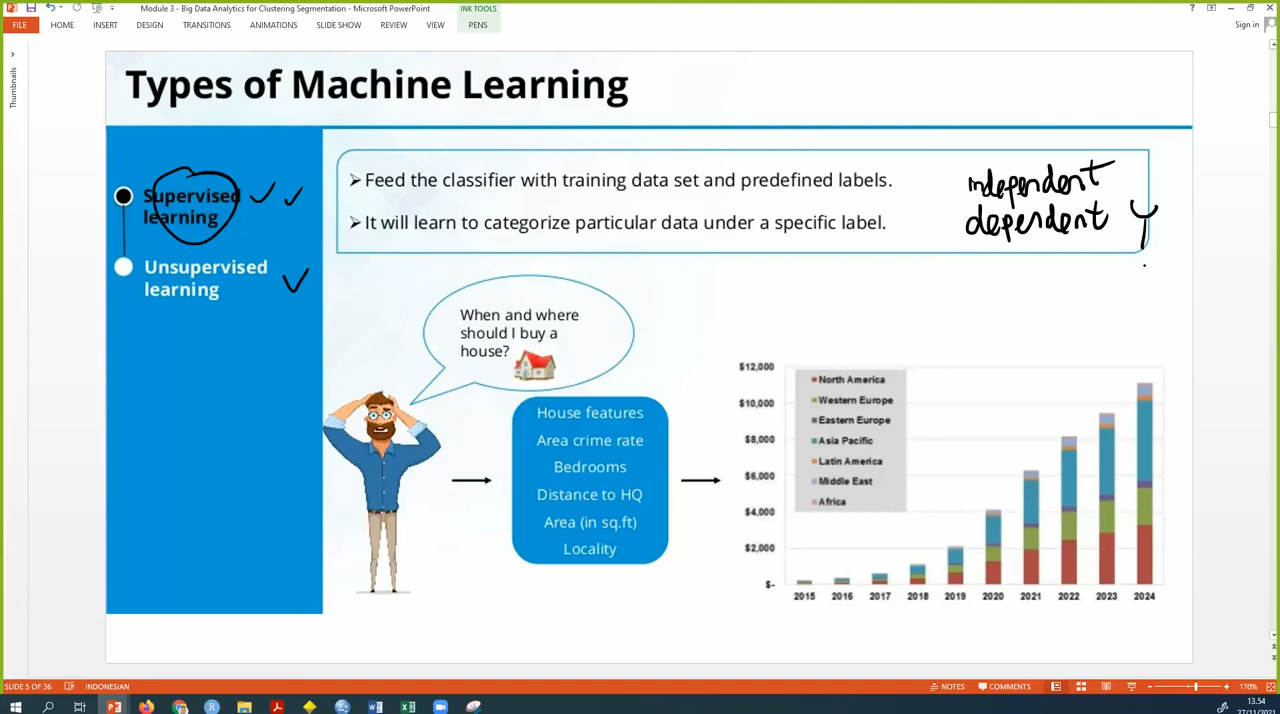 Module 3 - Big Data Analytics for Clustering Segmentation - Microsoft PowerPoint
INK TOOLS
?
FILE
HOME
INSERT
DESIGN
TRANSITIONS
ANIMATIONS
SLIDE SHOW
REVIEW
VIEW
PENS
Sign in
Thumbnails
Types of Machine Learning
Supervised
learning
Unsupervised
learning
➢ Feed the classifier with training data set and predefined labels.
➢ It will learn to categorize particular data under a specific label.
independent
dependent Y
When and where
should I buy a
house?
House features
Area crime rate
Bedrooms
Distance to HQ
Area (in sq.ft)
Locality
$12,000
$10,000
$8,000
$6,000
$4,000
$2,000
$-
North America
Western Europe
Eastern Europe
Asia Pacific
Latin America
Middle East
Africa
2015 2016 2017 2018 2019 2020 2021 2022 2023 2024
SLIDE 5 OF 36
INDONESIAN
NOTES
COMMENTS
170%
13.54
27/11/2021